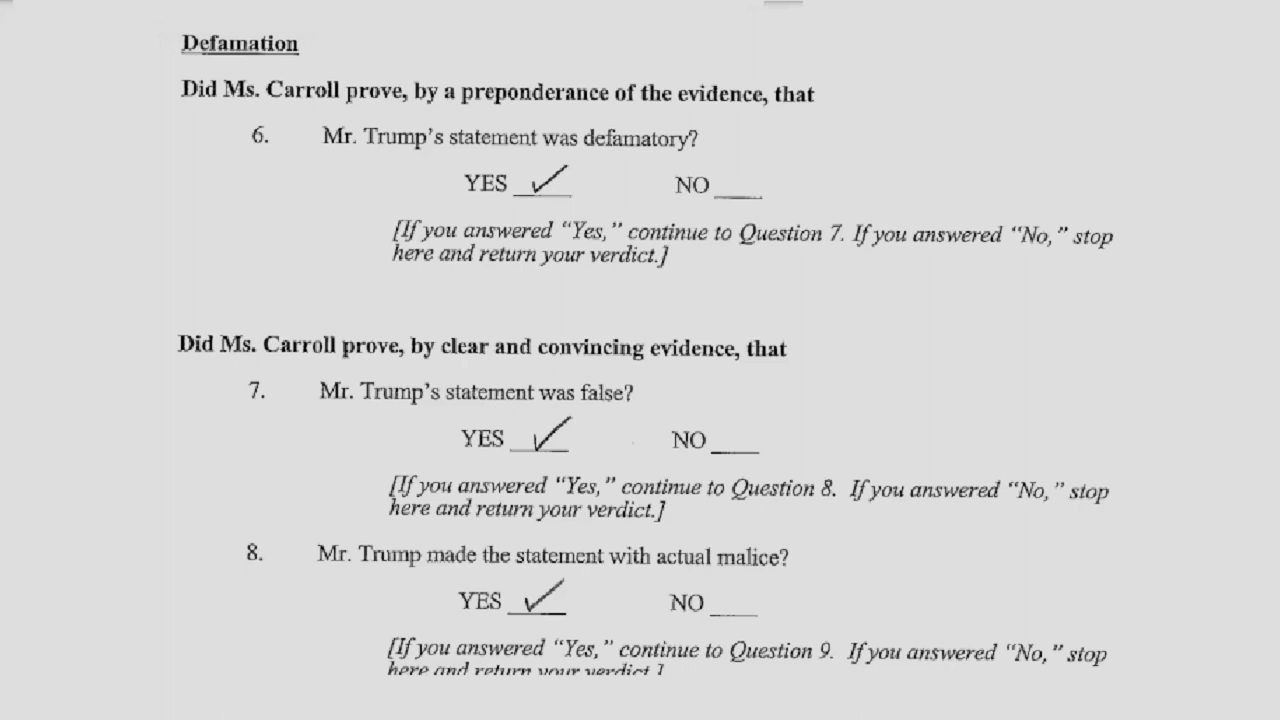 Defamation
Did Ms. Carroll prove, by a preponderance of the evidence, that
6. Mr. Trump's statement was defamatory?
YES ✓ NO ___
[If you answered "Yes," continue to Question 7. If you answered "No," stop
here and return your verdict.]
Did Ms. Carroll prove, by clear and convincing evidence, that
7. Mr. Trump's statement was false?
YES ✓ NO ___
[If you answered "Yes," continue to Question 8. If you answered "No," stop
here and return your verdict.]
8. Mr. Trump made the statement with actual malice?
YES ✓ NO ___
[If you answered "Yes," continue to Question 9. If you answered "No," stop
here and return your verdict.]